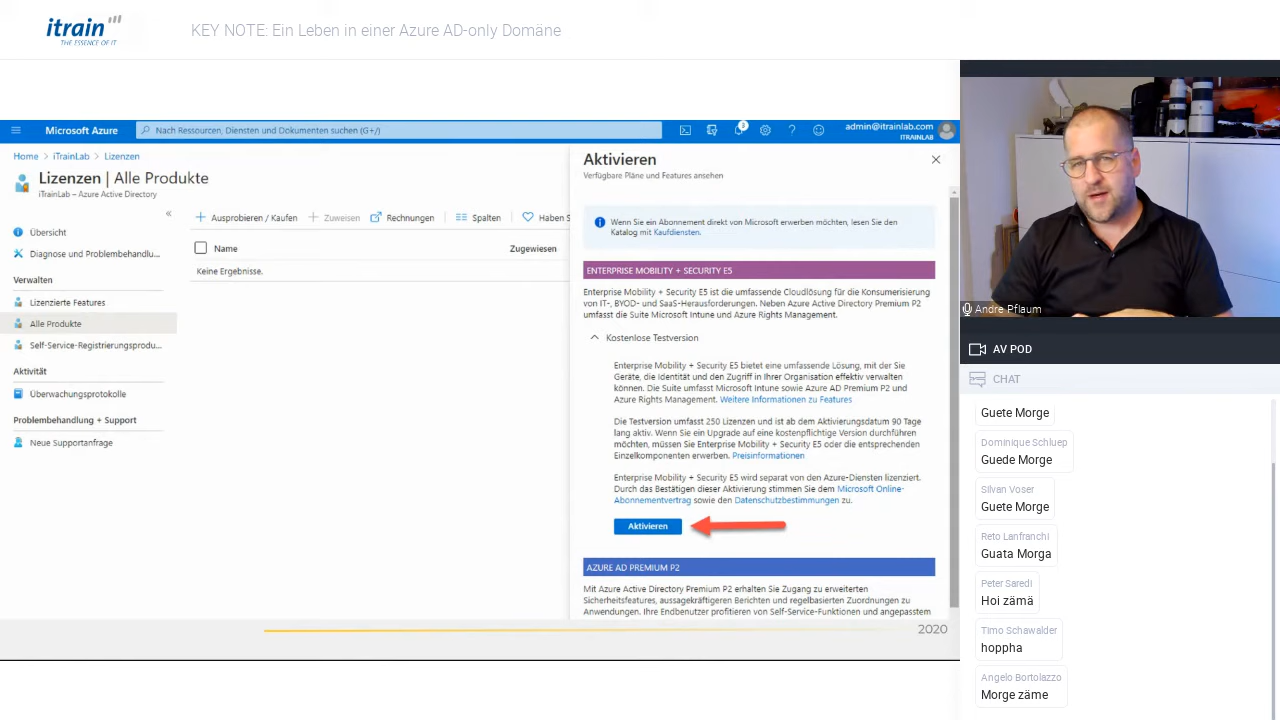 itrain
THE ESSENCE OF IT
KEY NOTE: Ein Leben in einer Azure AD-only Domäne
Microsoft Azure
Nach Ressourcen, Diensten und Dokumenten suchen (G+/)
3
admin@itrainlab.com
ITRAINLAB
Home > iTrainLab > Lizenzen
Lizenzen | Alle Produkte
iTrainLab – Azure Active Directory
«
Übersicht
Diagnose und Problembehandlu...
Verwalten
Lizenzierte Features
Alle Produkte
Self-Service-Registrierungsprodu...
Aktivität
Überwachungsprotokolle
Problembehandlung + Support
Neue Supportanfrage
Ausprobieren / Kaufen
Zuweisen
Rechnungen
Spalten
Haben S
Name
Zugewiesen
Keine Ergebnisse.
Aktivieren
Verfügbare Pläne und Features ansehen
Wenn Sie ein Abonnement direkt von Microsoft erwerben möchten, lesen Sie den
Katalog mit Kaufdiensten.
ENTERPRISE MOBILITY + SECURITY E5
Enterprise Mobility + Security E5 ist die umfassende Cloudlösung für die Konsumerisierung
von IT-, BYOD- und SaaS-Herausforderungen. Neben Azure Active Directory Premium P2
umfasst die Suite Microsoft Intune und Azure Rights Management.
Kostenlose Testversion
Enterprise Mobility + Security E5 bietet eine umfassende Lösung, mit der Sie
Geräte, die Identität und den Zugriff in Ihrer Organisation effektiv verwalten
können. Die Suite umfasst Microsoft Intune sowie Azure AD Premium P2 und
Azure Rights Management. Weitere Informationen zu Features
Die Testversion umfasst 250 Lizenzen und ist ab dem Aktivierungsdatum 90 Tage
lang aktiv. Wenn Sie ein Upgrade auf eine kostenpflichtige Version durchführen
möchten, müssen Sie Enterprise Mobility + Security E5 oder die entsprechenden
Einzelkomponenten erwerben. Preisinformationen
Enterprise Mobility + Security E5 wird separat von den Azure-Diensten lizenziert.
Durch das Bestätigen dieser Aktivierung stimmen Sie dem Microsoft Online-
Abonnementvertrag sowie den Datenschutzbestimmungen zu.
Aktivieren
AZURE AD PREMIUM P2
Mit Azure Active Directory Premium P2 erhalten Sie Zugang zu erweiterten
Sicherheitsfeatures, aussagekräftigeren Berichten und regelbasierten Zuordnungen zu
Anwendungen. Ihre Endbenutzer profitieren von Self-Service-Funktionen und angepasstem
2020
Andre Pflaum
AV POD
CHAT
Guete Morge
Dominique Schluep
Guede Morge
Silvan Voser
Guete Morge
Reto Lanfranchi
Guata Morga
Peter Saredi
Hoi zämä
Timo Schawalder
hoppha
Angelo Bortolazzo
Morge zäme